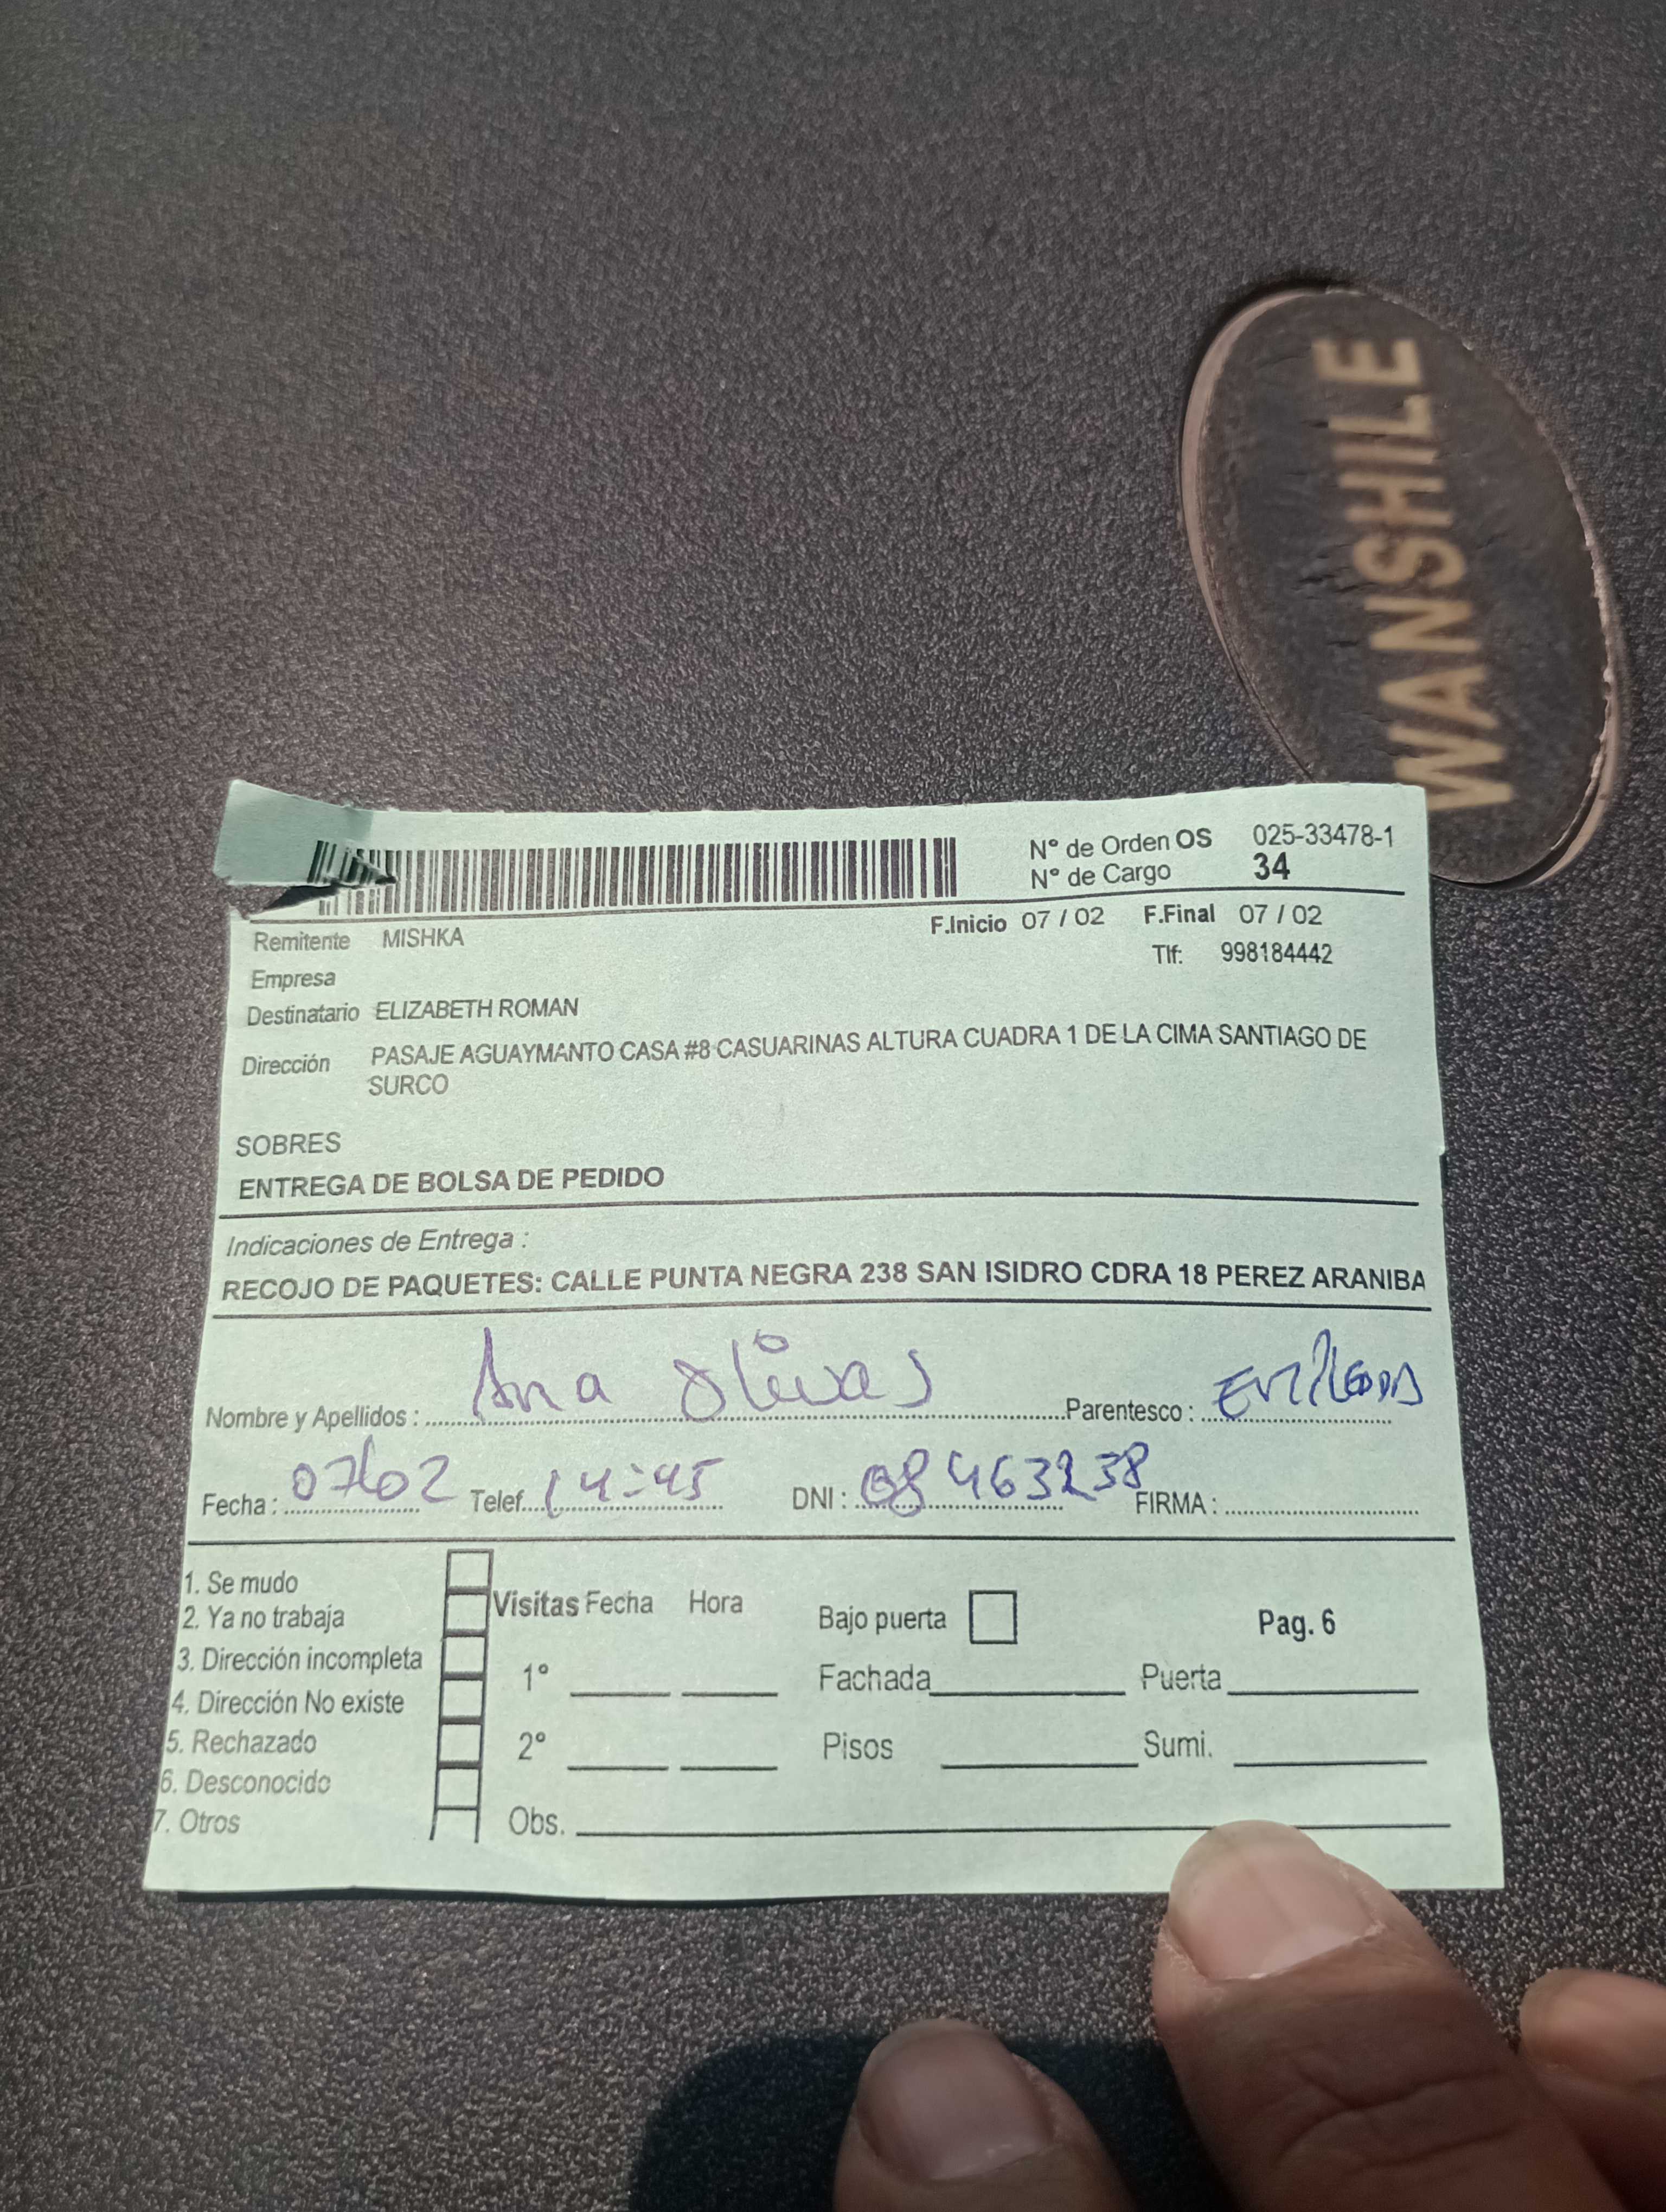 WANSHILE
N° de Orden OS 025-33478-1
N° de Cargo 34
F.Inicio 07 / 02 F.Final 07 / 02
Remitente MISHKA
Tlf: 998184442
Empresa
Destinatario ELIZABETH ROMAN
Dirección PASAJE AGUAYMANTO CASA #8 CASUARINAS ALTURA CUADRA 1 DE LA CIMA SANTIAGO DE
SURCO
SOBRES
ENTREGA DE BOLSA DE PEDIDO
Indicaciones de Entrega :
RECOJO DE PAQUETES: CALLE PUNTA NEGRA 238 SAN ISIDRO CDRA 18 PEREZ ARANIBA
Nombre y Apellidos : Ana Olivas Parentesco :
Fecha : 07/02 Telef. 14:45 DNI : 08463238 FIRMA :
1. Se mudo
2. Ya no trabaja
3. Dirección incompleta
4. Dirección No existe
5. Rechazado
6. Desconocido
7. Otros
Visitas Fecha Hora
1°
2°
Obs.
Bajo puerta
Pag. 6
Fachada Puerta
Pisos Sumi.